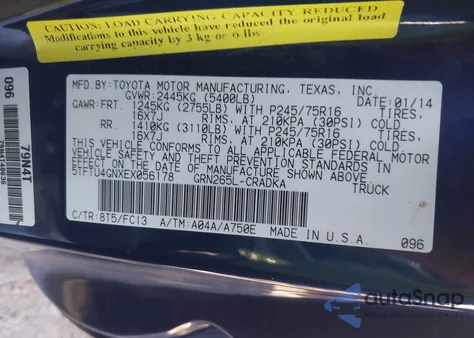 CAUTION: LOAD CARRYING CAPACITY REDUCED
Modifications to this vehicle have reduced the original load
carrying capacity by 3 kg or 6 lbs
MFD.BY: TOYOTA MOTOR MANUFACTURING, TEXAS, INC.
GVWR: 2445KG (5400LB) DATE: 01/14
GAWR: FRT. 1245KG (2755LB) WITH P245/75R16 TIRES
16X7J RIMS, AT 210KPA (30PSI) COLD
RR. 1410KG (3110LB) WITH P245/75R16 TIRES
16X7J RIMS, AT 210KPA (30PSI) COLD
THIS VEHICLE CONFORMS TO ALL APPLICABLE FEDERAL MOTOR
VEHICLE SAFETY STANDARDS IN EFFECT ON THE DATE OF
MANUFACTURE SHOWN ABOVE.
5TFTU4GNXEX056178 TRUCK
GRN265L-CRADKA
C/TR: 8T5/FC13 A/TM: A04A/A750E MADE IN U.S.A. 096
096 79N4T
autoSnap